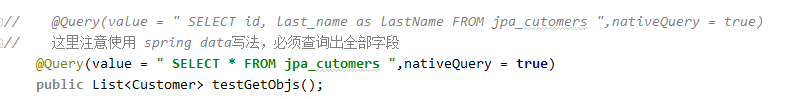 //    @Query(value = " SELECT id, last_name as lastName FROM jpa_cutomers ",nativeQuery = true)
//    这里注意使用 spring data写法，必须查询出全部字段
@Query(value = " SELECT * FROM jpa_cutomers ",nativeQuery = true)
public List<Customer> testGetObjs();